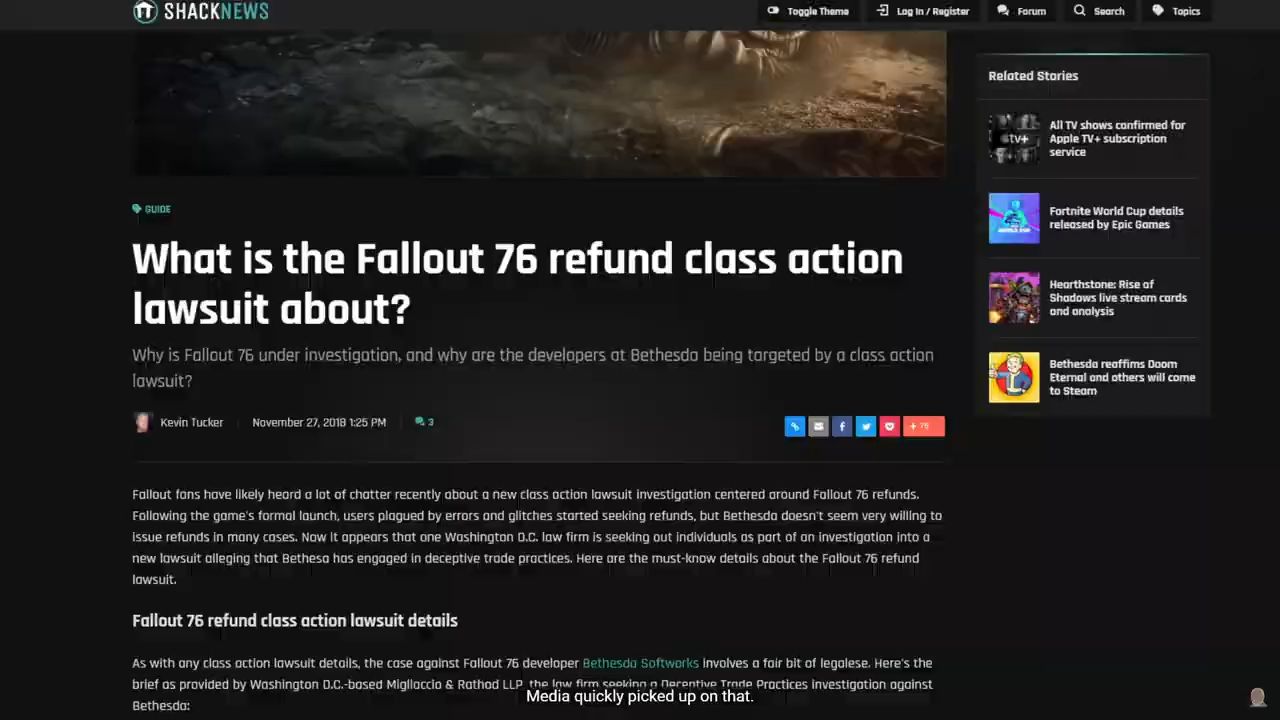 SHACKNEWS
Toggle Theme
Log In / Register
Forum
Search
Topics
Related Stories
All TV shows confirmed for
Apple TV+ subscription
service
tv+
Fortnite World Cup details
released by Epic Games
Hearthstone: Rise of
Shadows live stream cards
and analysis
Bethesda reaffims Doom
Eternal and others will come
to Steam
GUIDE
What is the Fallout 76 refund class action
lawsuit about?
Why is Fallout 76 under investigation, and why are the developers at Bethesda being targeted by a class action
lawsuit?
Kevin Tucker
November 27, 2018 1:25 PM
3
+ 75
Fallout fans have likely heard a lot of chatter recently about a new class action lawsuit investigation centered around Fallout 76 refunds.
Following the game's formal launch, users plagued by errors and glitches started seeking refunds, but Bethesda doesn't seem very willing to
issue refunds in many cases. Now it appears that one Washington D.C. law firm is seeking out individuals as part of an investigation into a
new lawsuit alleging that Bethesa has engaged in deceptive trade practices. Here are the must-know details about the Fallout 76 refund
lawsuit.
Fallout 76 refund class action lawsuit details
As with any class action lawsuit details, the case against Fallout 76 developer Bethesda Softworks involves a fair bit of legalese. Here's the
brief as provided by Washington D.C.-based Migliaccio & Rathod LLP, the law firm seeking a Deceptive Trade Practices investigation against
Bethesda:
Media quickly picked up on that.